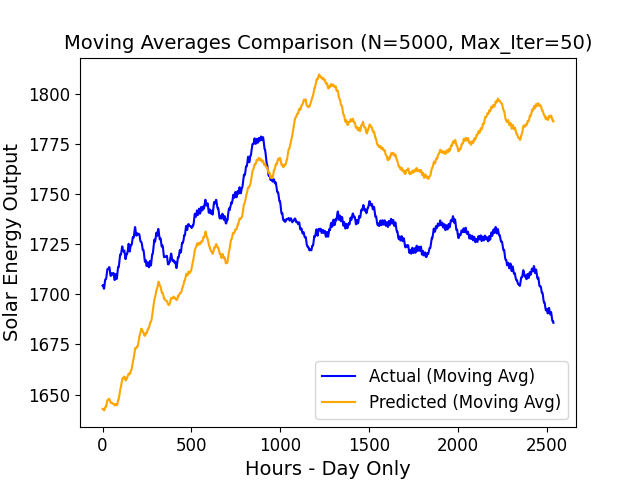 Moving Averages Comparison (N=5000, Max_Iter=50)
Solar Energy Output
1800
1775
1750
1725
1700
1675
1650
Actual (Moving Avg)
Predicted (Moving Avg)
0 500 1000 1500 2000 2500
Hours - Day Only